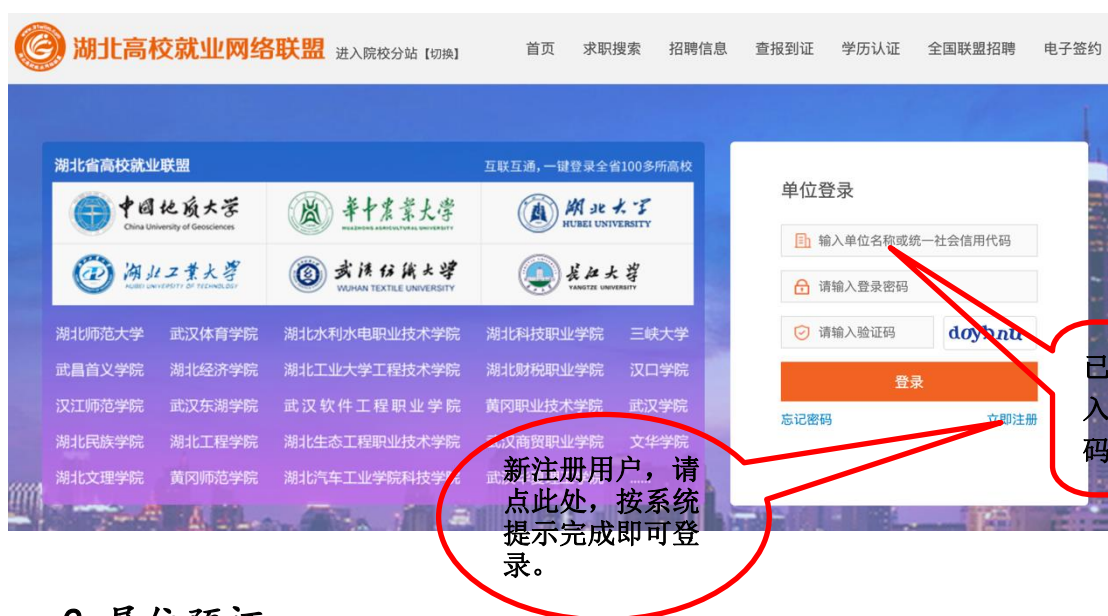 湖北高校就业网络联盟 进入院校分站【切换】 首页 求职搜索 招聘信息 查报到证 学历认证 全国联盟招聘 电子签约
湖北省高校就业联盟 互联互通,一键登录全省100多所高校
中国地质大学 华中农业大学 湖北大学
China University of Geosciences HUAZHONG AGRICULTURAL UNIVERSITY HUBEI UNIVERSITY
湖北工业大学 武汉纺织大学 长江大学
HUBEI UNIVERSITY OF TECHNOLOGY WUHAN TEXTILE UNIVERSITY YANGTZE UNIVERSITY
湖北师范大学 武汉体育学院 湖北水利水电职业技术学院 湖北科技职业学院 三峡大学
武昌首义学院 湖北经济学院 湖北工业大学工程技术学院 湖北财税职业学院 汉口学院
汉江师范学院 武汉东湖学院 武汉软件工程职业学院 黄冈职业技术学院 武汉学院
湖北民族学院 湖北工程学院 湖北生态工程职业技术学院 武汉商贸职业学院 文华学院
湖北文理学院 黄冈师范学院 湖北汽车工业学院科技学院
单位登录
输入单位名称或统一社会信用代码
请输入登录密码
请输入验证码
登录
忘记密码 立即注册
新注册用户，请
点此处，按系统
提示完成即可登
录。
已
入
码